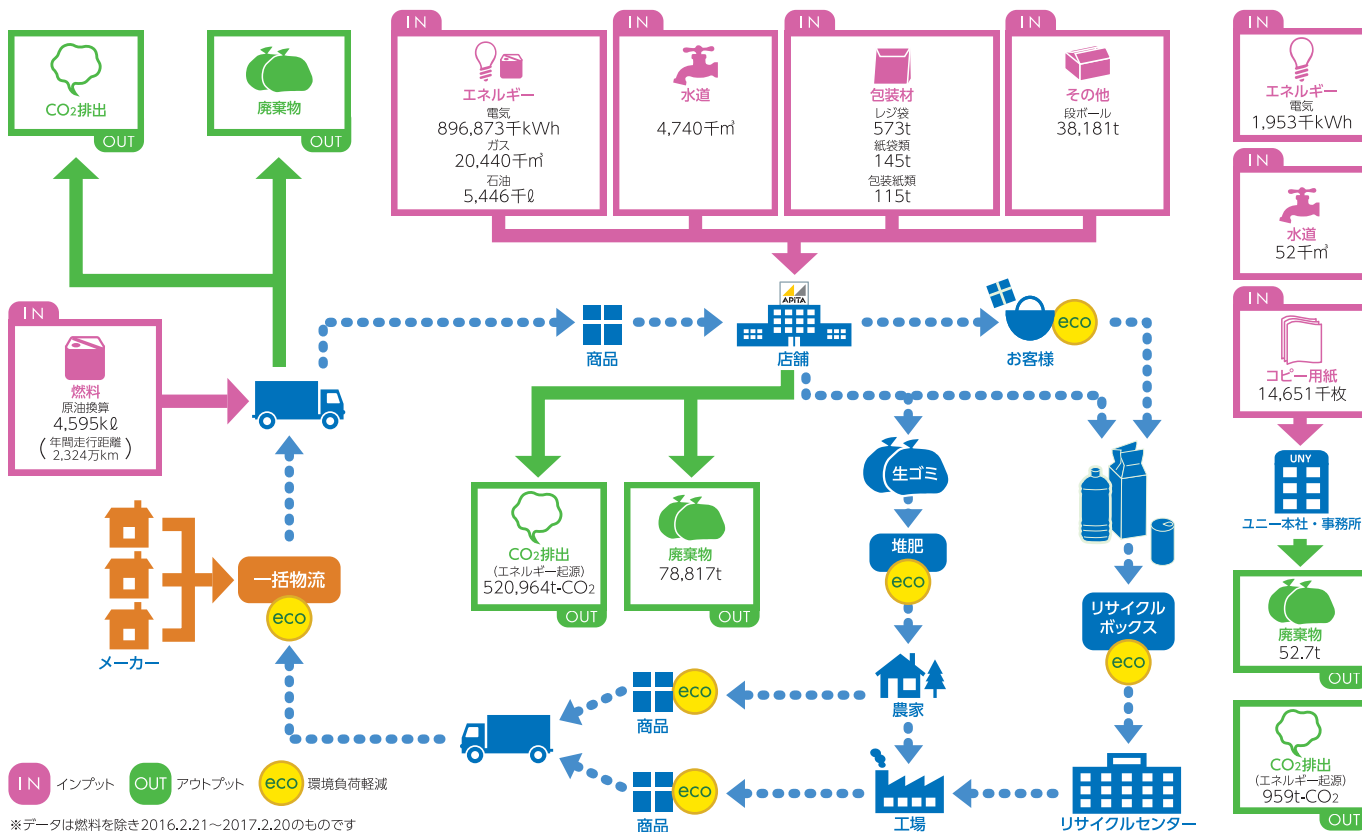 CO₂排出
OUT
廃棄物
OUT
IN
エネルギー
電気
896,873千kWh
ガス
20,440千㎥
石油
5,446千ℓ
IN
水道
4,740千㎥
IN
包装材
レジ袋
573t
紙袋類
145t
包装紙類
115t
IN
その他
段ボール
38,181t
IN
エネルギー
電気
1,953千kWh
IN
水道
52千㎥
IN
コピー用紙
14,651千枚
UNY
ユニー本社・事務所
廃棄物
52.7t
OUT
CO₂排出
(エネルギー起源)
959t-CO₂
OUT
IN
燃料
原油換算
4,595kℓ
(年間走行距離
2,324万km)
商品
APiTA
店舗
eco
お客様
CO₂排出
(エネルギー起源)
520,964t-CO₂
OUT
廃棄物
78,817t
OUT
生ゴミ
堆肥
eco
リサイクル
ボックス
eco
メーカー
一括物流
eco
商品
eco
農家
商品
eco
工場
リサイクルセンター
IN インプット
OUT アウトプット
eco 環境負荷軽減
※データは燃料を除き2016.2.21～2017.2.20のものです